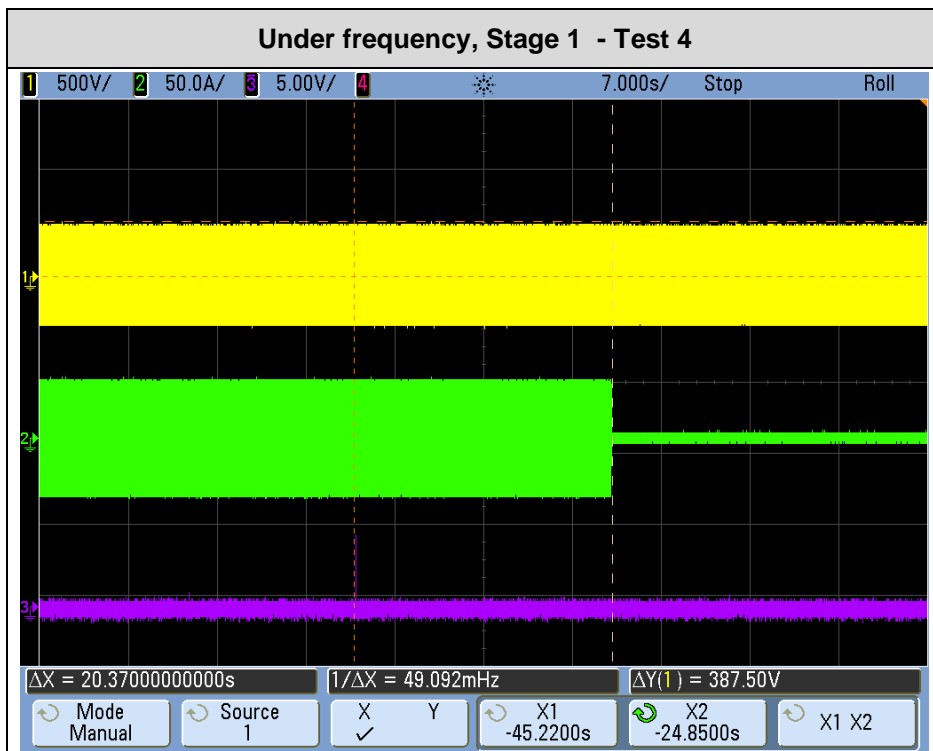 Under frequency, Stage 1 - Test 4
1 500V/ 2 50.0A/ 3 5.00V/ 4 7.000s/ Stop Roll
1
2
3
ΔX = 20.37000000000s 1/ΔX = 49.092mHz ΔY(1) = 387.50V
Mode Source X Y X1 X2 X1 X2
Manual 1 ✓ -45.2200s -24.8500s